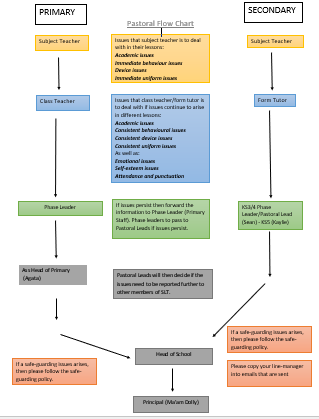 PRIMARY
SECONDARY
Pastoral Flow Chart
Subject Teacher
Issues that subject teacher is to deal
with in their lessons:
Academic issues
Immediate behaviour issues
Device issues
Immediate uniform issues
Subject Teacher
Class Teacher
Issues that class teacher/form tutor is
to deal with if issues continue to arise
in different lessons:
Academic issues
Consistent behavioural issues
Consistent device issues
Consistent uniform issues
As well as:
Emotional issues
Self-esteem issues
Attendance and punctuation
Form Tutor
Phase Leader
If issues persist then forward the
information to Phase Leader (Primary
Staff). Phase leaders to pass to
Pastoral Leads if issues persist.
KS3/4 Phase
Leader/Pastoral Lead
(Sean) - KS5 (Kaylie)
Ass Head of Primary
(Agata)
Pastoral Leads will then decide if the
issues need to be reported further to
other members of SLT.
If a safe-guarding issues arises,
then please follow the safe-
guarding policy.
Head of School
If a safe-guarding issues arises,
then please follow the safe-
guarding policy.
Please copy your line-manager
into emails that are sent
Principal (Ma'am Dolly)